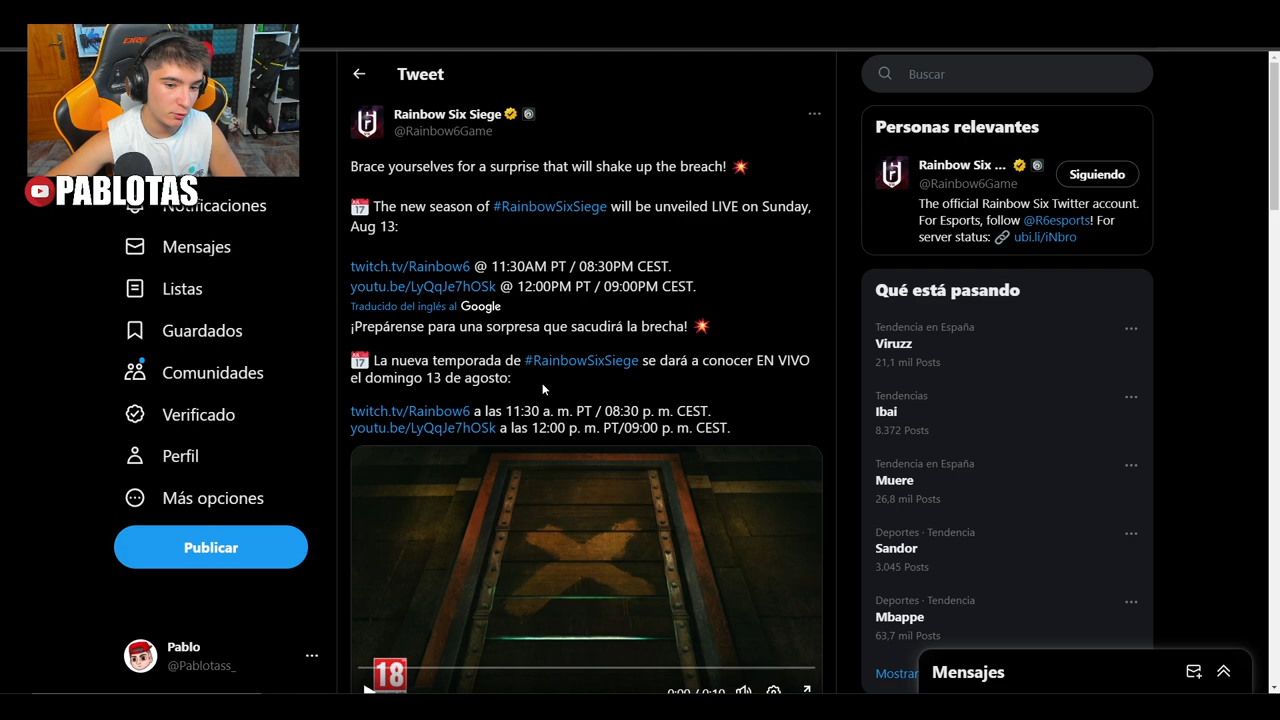 PABLOTAS
Notificaciones
Mensajes
Listas
Guardados
Comunidades
Verificado
Perfil
Más opciones
Publicar
Pablo
@Pablotass_
Tweet
Rainbow Six Siege
@Rainbow6Game
Brace yourselves for a surprise that will shake up the breach! 💥
📅 The new season of #RainbowSixSiege will be unveiled LIVE on Sunday,
Aug 13:
twitch.tv/Rainbow6 @ 11:30AM PT / 08:30PM CEST.
youtu.be/LyQqJe7hOSk @ 12:00PM PT / 09:00PM CEST.
Traducido del inglés al Google
¡Prepárense para una sorpresa que sacudirá la brecha! 💥
📅 La nueva temporada de #RainbowSixSiege se dará a conocer EN VIVO
el domingo 13 de agosto:
twitch.tv/Rainbow6 a las 11:30 a. m. PT / 08:30 p. m. CEST.
youtu.be/LyQqJe7hOSk a las 12:00 p. m. PT/09:00 p. m. CEST.
18
0:00 / 0:19
Buscar
Personas relevantes
Rainbow Six ...
@Rainbow6Game
Siguiendo
The official Rainbow Six Twitter account.
For Esports, follow @R6esports! For
server status: 🔗 ubi.li/iNbro
Qué está pasando
Tendencia en España
Viruzz
21,1 mil Posts
Tendencias
Ibai
8.372 Posts
Tendencia en España
Muere
26,8 mil Posts
Deportes · Tendencia
Sandor
3.045 Posts
Deportes · Tendencia
Mbappe
63,7 mil Posts
Mostrar
Mensajes